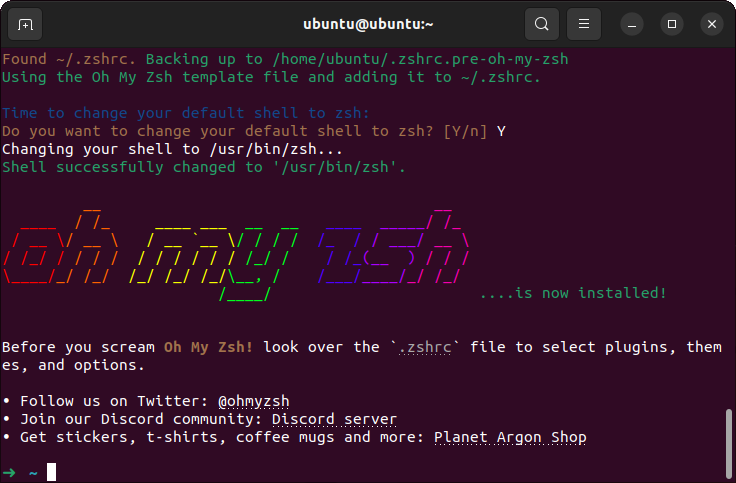 ubuntu@ubuntu:~
Found ~/.zshrc. Backing up to /home/ubuntu/.zshrc.pre-oh-my-zsh
Using the Oh My Zsh template file and adding it to ~/.zshrc.
Time to change your default shell to zsh:
Do you want to change your default shell to zsh? [Y/n] Y
Changing your shell to /usr/bin/zsh...
Shell successfully changed to '/usr/bin/zsh'.
oh my zsh
....is now installed!
Before you scream Oh My Zsh! look over the `.zshrc` file to select plugins, them
es, and options.
• Follow us on Twitter: @ohmyzsh
• Join our Discord community: Discord server
• Get stickers, t-shirts, coffee mugs and more: Planet Argon Shop
➜ ~